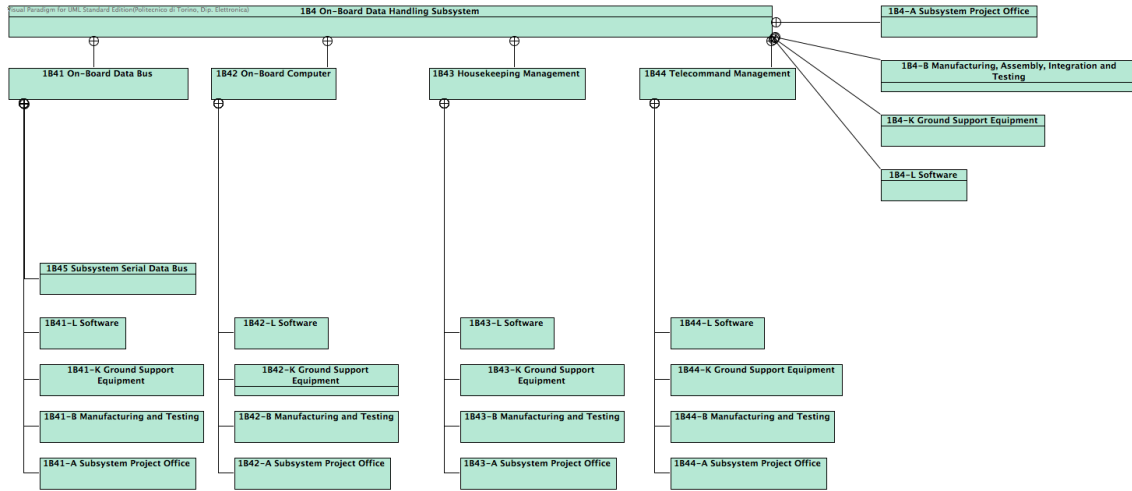 Visual Paradigm for UML Standard Edition(Politecnico di Torino, Dip. Elettronica)
1B4 On-Board Data Handling Subsystem
1B4-A Subsystem Project Office
1B41 On-Board Data Bus
1B42 On-Board Computer
1B43 Housekeeping Management
1B44 Telecommand Management
1B4-B Manufacturing, Assembly, Integration and
Testing
1B4-K Ground Support Equipment
1B4-L Software
1B45 Subsystem Serial Data Bus
1B41-L Software
1B42-L Software
1B43-L Software
1B44-L Software
1B41-K Ground Support
Equipment
1B42-K Ground Support
Equipment
1B43-K Ground Support
Equipment
1B44-K Ground Support Equipment
1B41-B Manufacturing and Testing
1B42-B Manufacturing and Testing
1B43-B Manufacturing and Testing
1B44-B Manufacturing and Testing
1B41-A Subsystem Project Office
1B42-A Subsystem Project Office
1B43-A Subsystem Project Office
1B44-A Subsystem Project Office